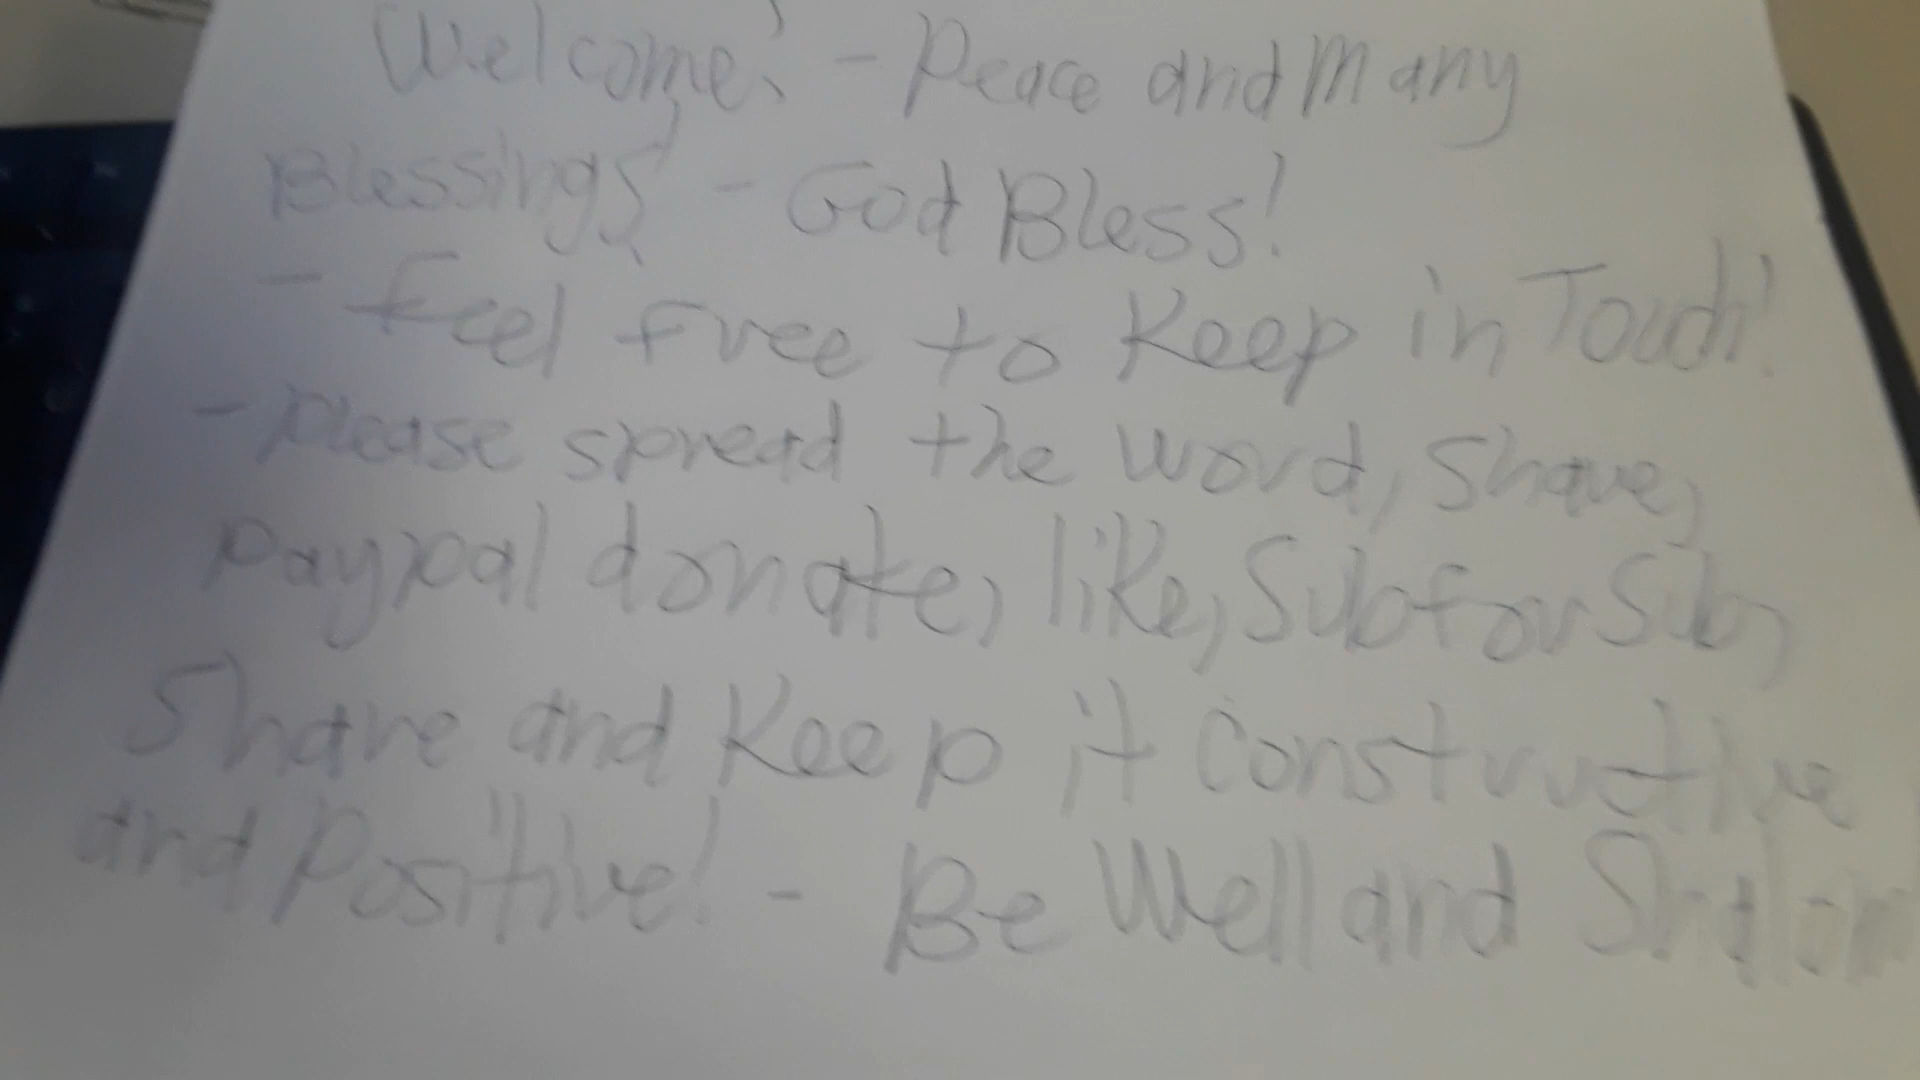 Welcome! - Peace and Many
Blessings! - God Bless!
- Feel Free to Keep in Touch!
- Please spread the word, Share,
Paypal donate, like, Sub for Sub,
Share and Keep it Constructive
and Positive! - Be Well and Shalom